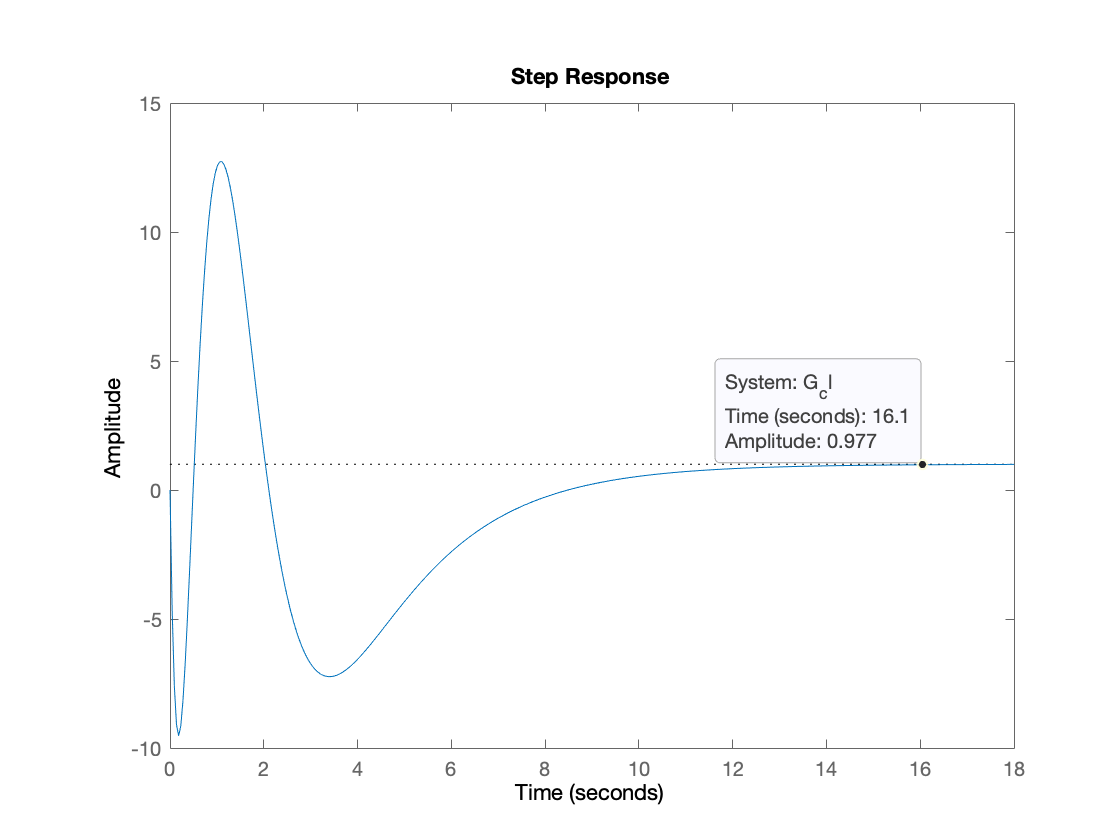 Step Response
Amplitude
15
10
5
0
-5
-10
System: G_cl
Time (seconds): 16.1
Amplitude: 0.977
0 2 4 6 8 10 12 14 16 18
Time (seconds)